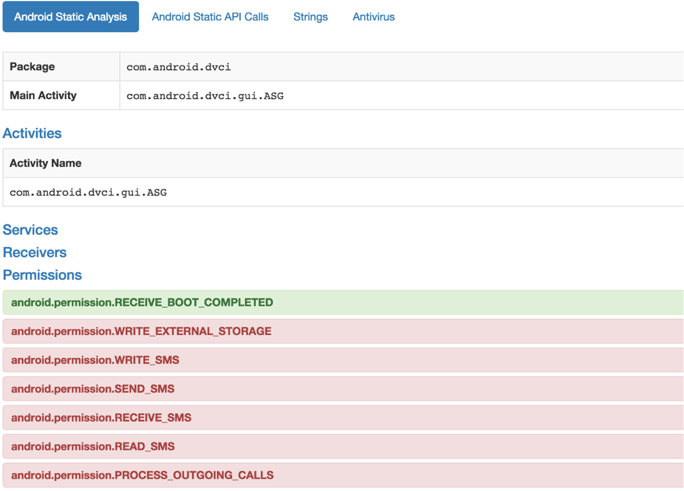 Android Static Analysis Android Static API Calls Strings Antivirus
Package com.android.dvci
Main Activity com.android.dvci.gui.ASG
Activities
Activity Name
com.android.dvci.gui.ASG
Services
Receivers
Permissions
android.permission.RECEIVE_BOOT_COMPLETED
android.permission.WRITE_EXTERNAL_STORAGE
android.permission.WRITE_SMS
android.permission.SEND_SMS
android.permission.RECEIVE_SMS
android.permission.READ_SMS
android.permission.PROCESS_OUTGOING_CALLS